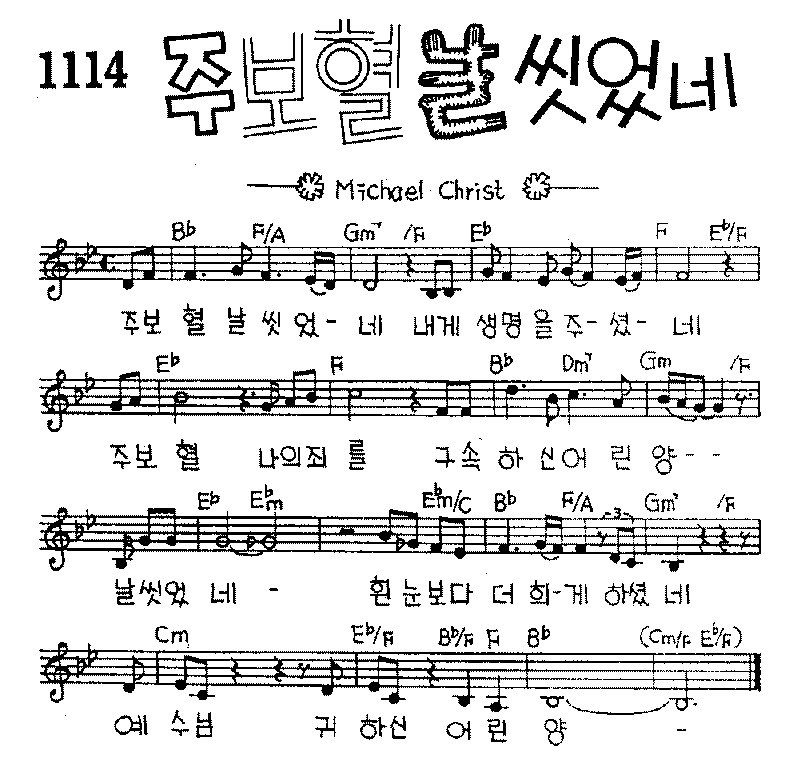 1114 주보혈 날 씻었네
Michael Christ
B♭ F/A Gm7 /F E♭ F E♭/F
주보 혈 날 씻 었- 네 내게 생명을주-셨- 네
E♭ F B♭ Dm7 Gm /F
주보 혈 나의죄 를 구속 하 신어 린 양--
E♭ E♭m E♭m/C B♭ F/A Gm7 /F
3
날씻었 네 - 흰눈보다 더 희-게 하셨 네
Cm E♭/F B♭/F F B♭ (Cm/F E♭/F)
예 수님 귀 하신 어 린 양 -